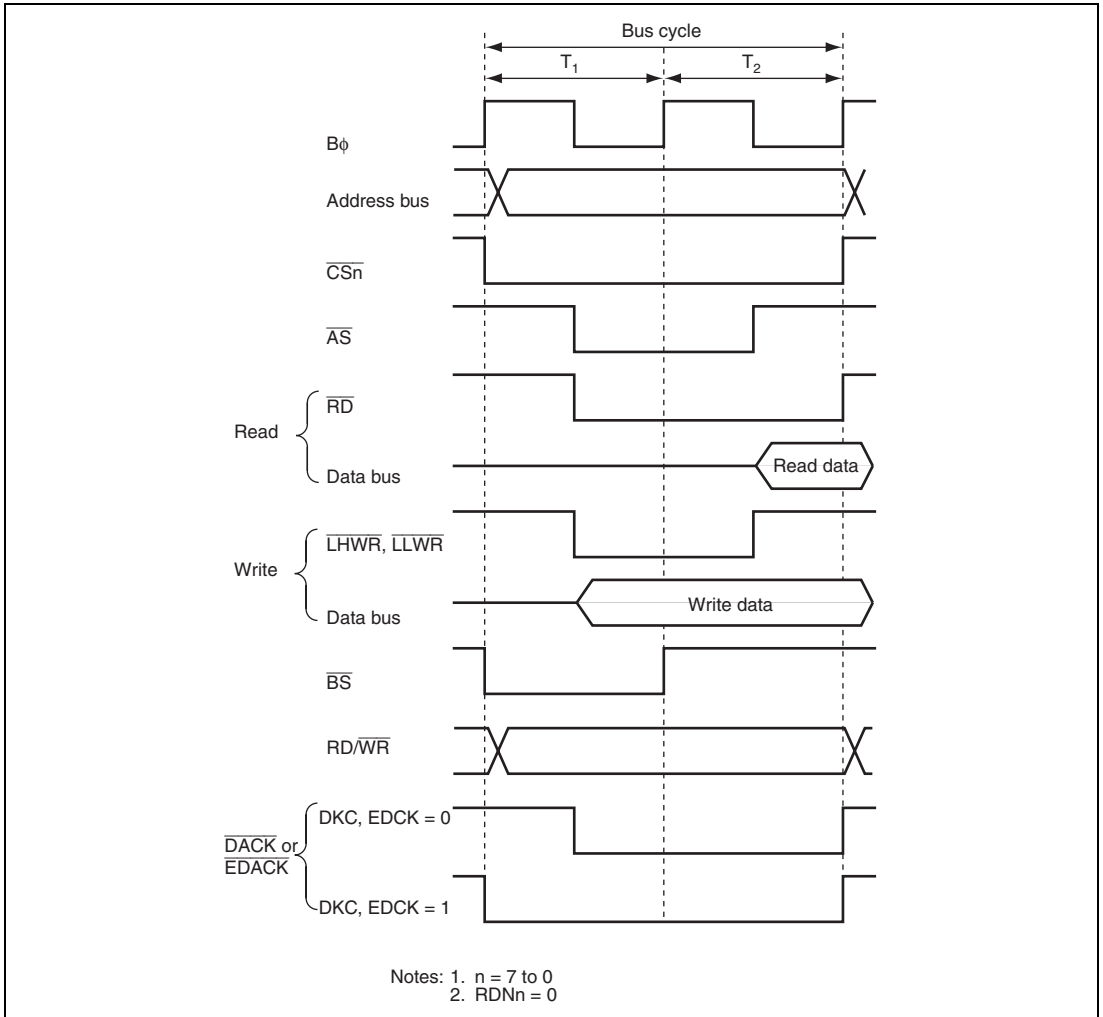 Bus cycle
T1 T2
Bφ
Address bus
CSn
AS
RD
Read
Data bus
Read data
LHWR, LLWR
Write
Data bus
Write data
BS
RD/WR
DKC, EDCK = 0
DACK or
EDACK
DKC, EDCK = 1
Notes: 1. n = 7 to 0
2. RDNn = 0